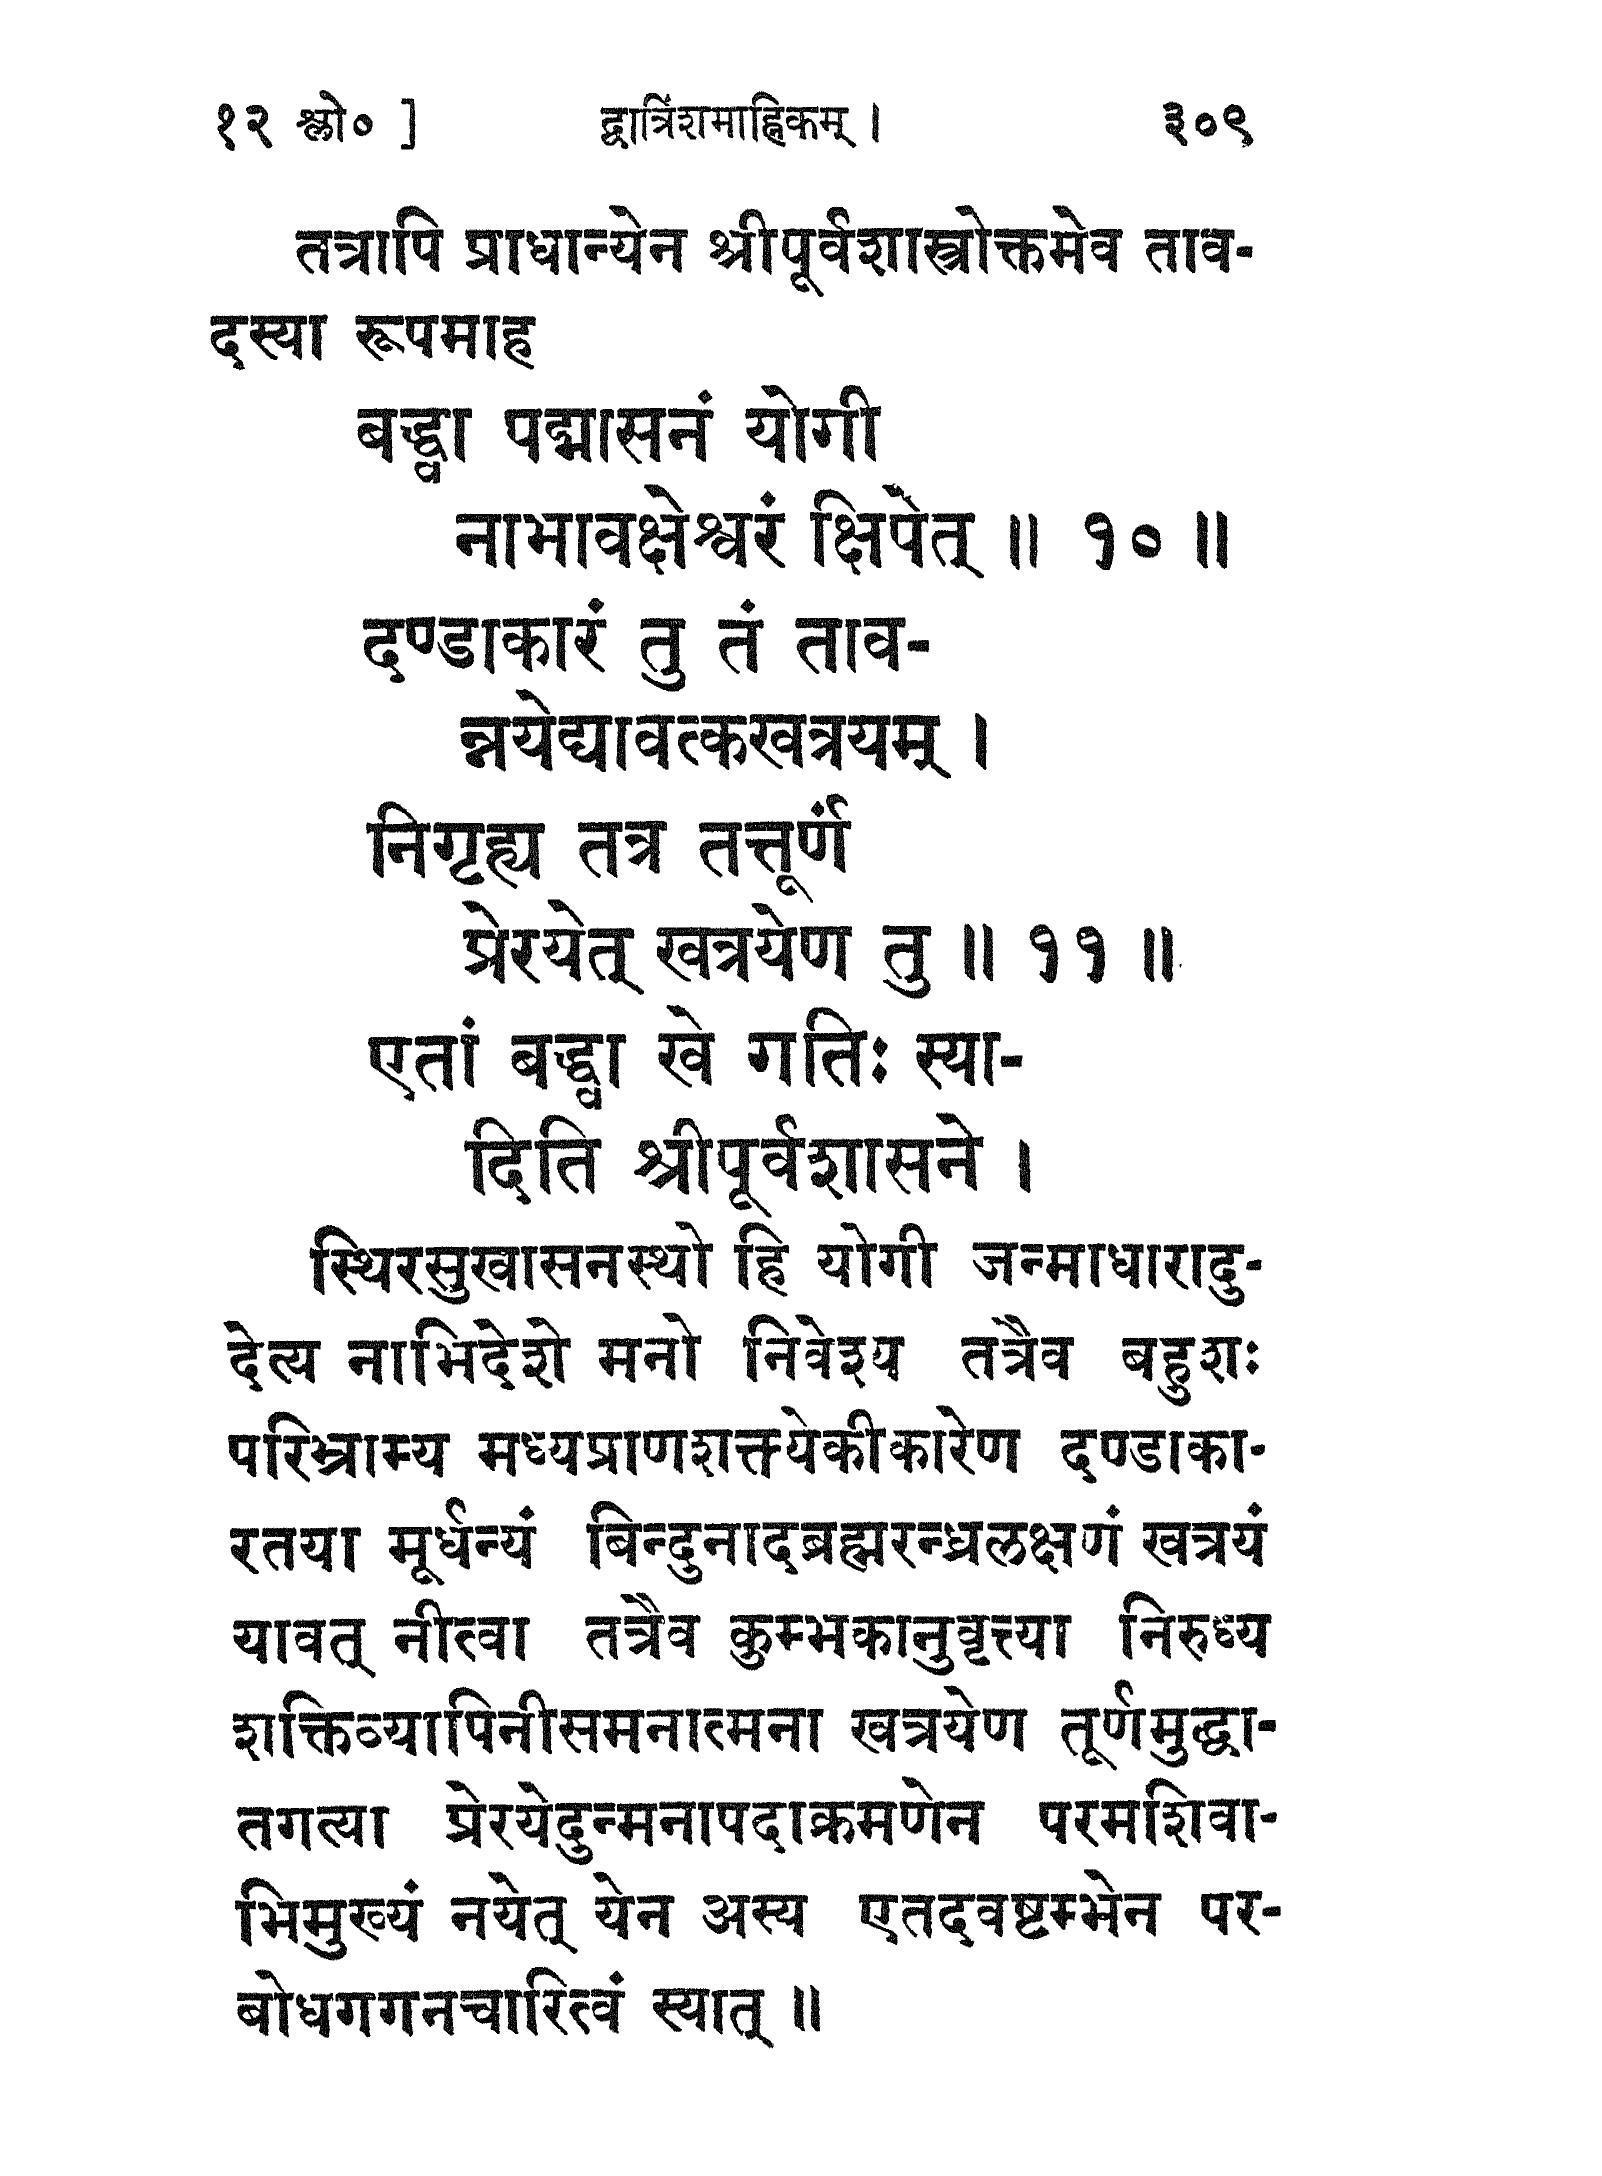 १२ श्लो० ] द्वात्रिंशमाह्निकम् । ३०९
तत्रापि प्राधान्येन श्रीपूर्वशास्त्रोक्तमेव ताव-
दस्या रूपमाह
बद्ध्वा पद्मासनं योगी
नाभावक्षेश्वरं क्षिपेत् ॥ १० ॥
दण्डाकारं तु तं ताव-
न्नयेद्यावत्कखत्रयम् ।
निगृह्य तत्र तत्तूर्णं
प्रेरयेत् खत्रयेण तु ॥ ११ ॥
एतां बद्ध्वा खे गतिः स्या-
दिति श्रीपूर्वशासने ।
स्थिरसुखासनस्थो हि योगी जन्माधारादु-
देत्य नाभिदेशे मनो निवेश्य तत्रैव बहुशः
परिभ्राम्य मध्यप्राणशक्त्येकीकारेण दण्डाका-
रतया मूर्धन्यं बिन्दुनादब्रह्मरन्ध्रलक्षणं खत्रयं
यावत् नीत्वा तत्रैव कुम्भकानुवृत्त्या निरुध्य
शक्तिव्यापिनीसमनात्मना खत्रयेण तूर्णमुद्घा-
तगत्या प्रेरयेदुन्मनापदाक्रमणेन परमशिवा-
भिमुख्यं नयेत् येन अस्य एतदवष्टम्भेन पर-
बोधगगनचारित्वं स्यात् ॥